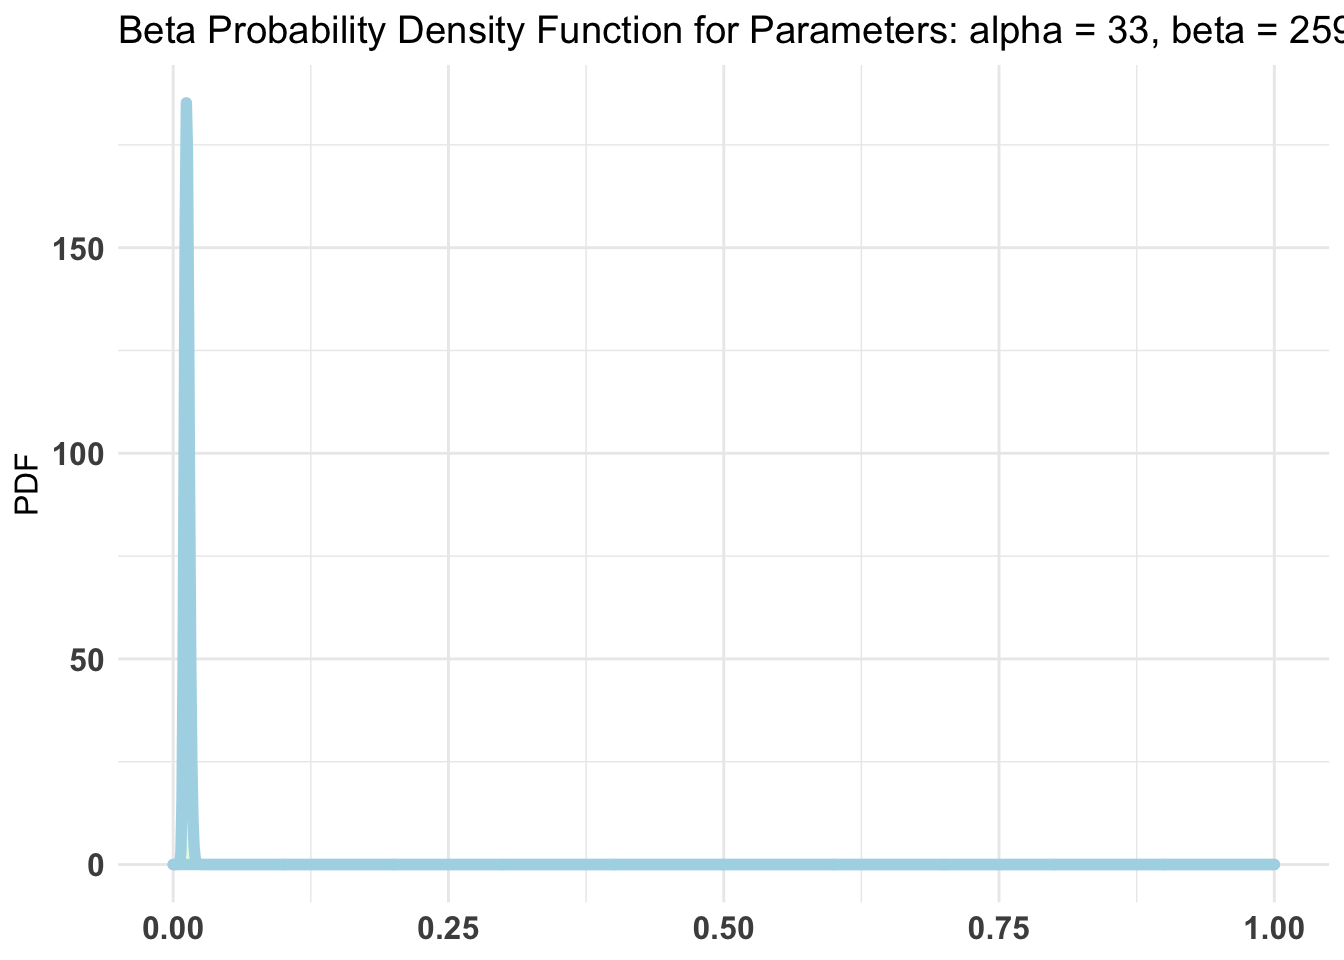 Beta Probability Density Function for Parameters: alpha = 33, beta = 259
PDF
150
100
50
0
0.00 0.25 0.50 0.75 1.00